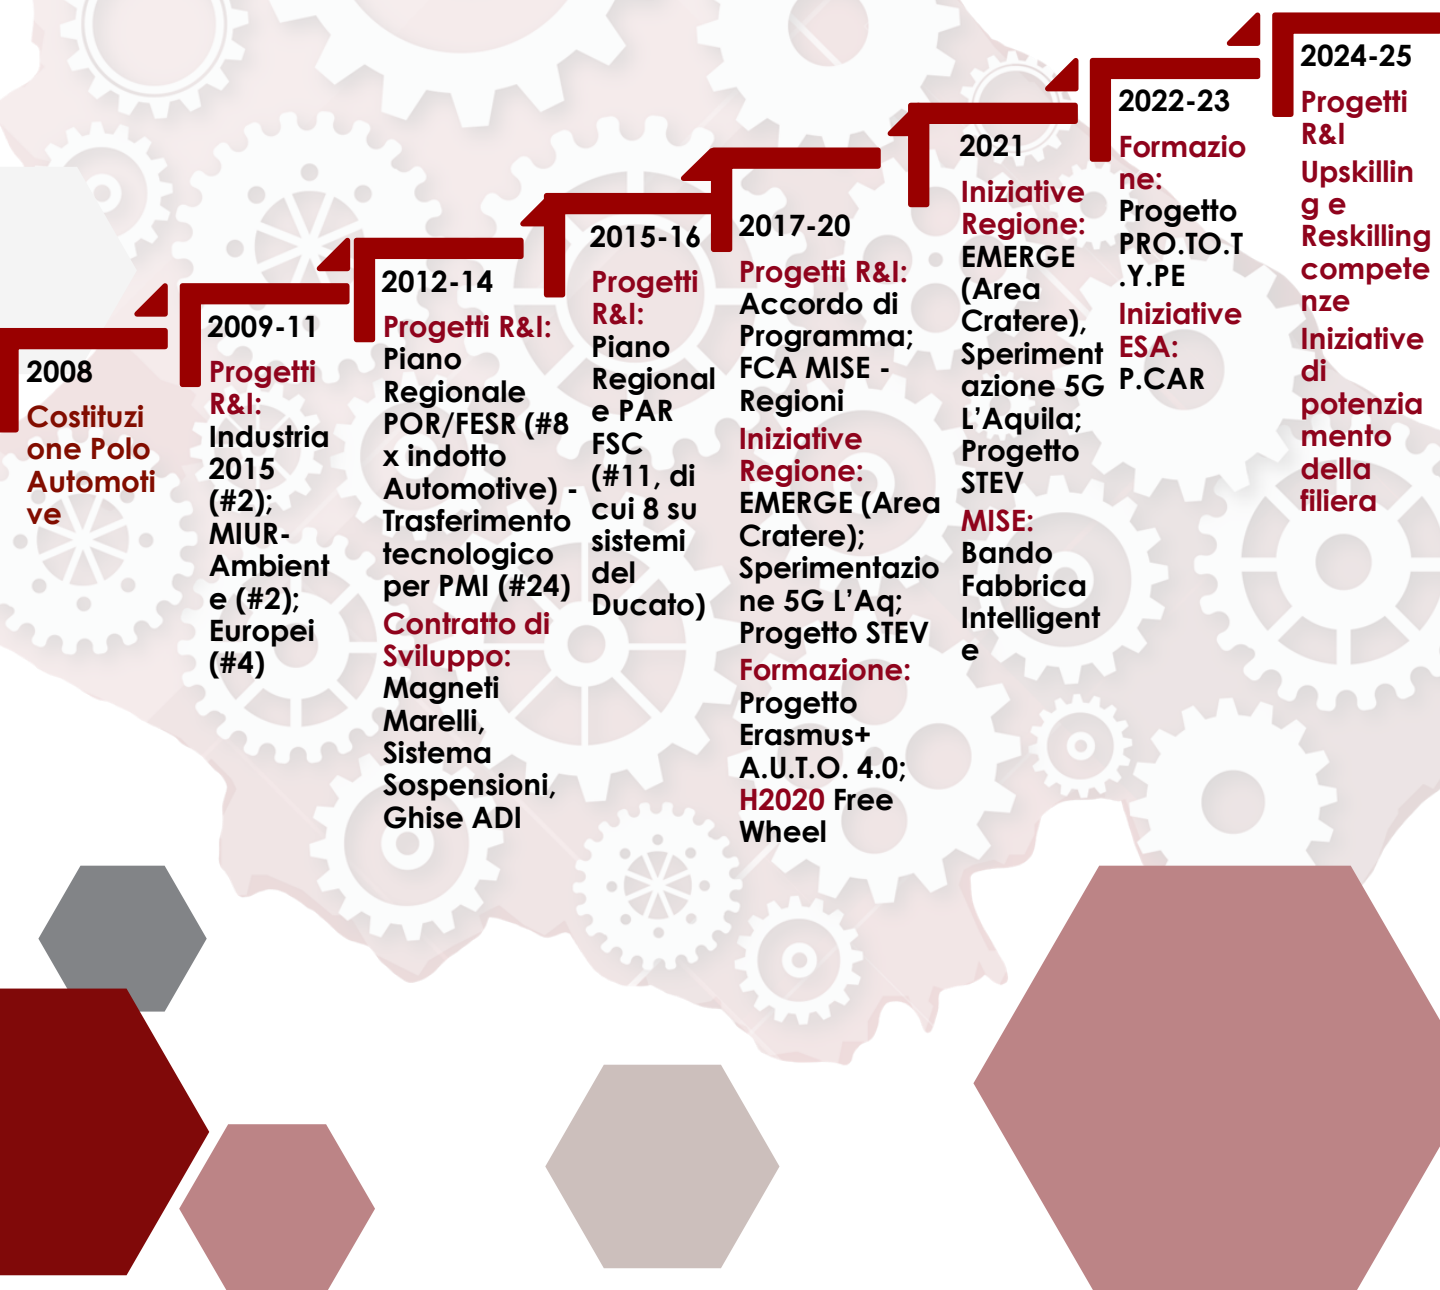 2008
Costituzi
one Polo
Automoti
ve
2009-11
Progetti
R&I:
Industria
2015
(#2);
MIUR-
Ambient
e (#2);
Europei
(#4)
2012-14
Progetti R&I:
Piano
Regionale
POR/FESR (#8
x indotto
Automotive) -
Trasferimento
tecnologico
per PMI (#24)
Contratto di
Sviluppo:
Magneti
Marelli,
Sistema
Sospensioni,
Ghise ADI
2015-16
Progetti
R&I:
Piano
Regional
e PAR
FSC
(#11, di
cui 8 su
sistemi
del
Ducato)
2017-20
Progetti R&I:
Accordo di
Programma;
FCA MISE -
Regioni
Iniziative
Regione:
EMERGE (Area
Cratere);
Sperimentazio
ne 5G L'Aq;
Progetto STEV
Formazione:
Progetto
Erasmus+
A.U.T.O. 4.0;
H2020 Free
Wheel
2021
Iniziative
Regione:
EMERGE
(Area
Cratere),
Speriment
azione 5G
L'Aquila;
Progetto
STEV
MISE:
Bando
Fabbrica
Intelligent
e
2022-23
Formazio
ne:
Progetto
PRO.TO.T
.Y.PE
Iniziative
ESA:
P.CAR
2024-25
Progetti
R&I
Upskillin
g e
Reskilling
compete
nze
Iniziative
di
potenzia
mento
della
filiera